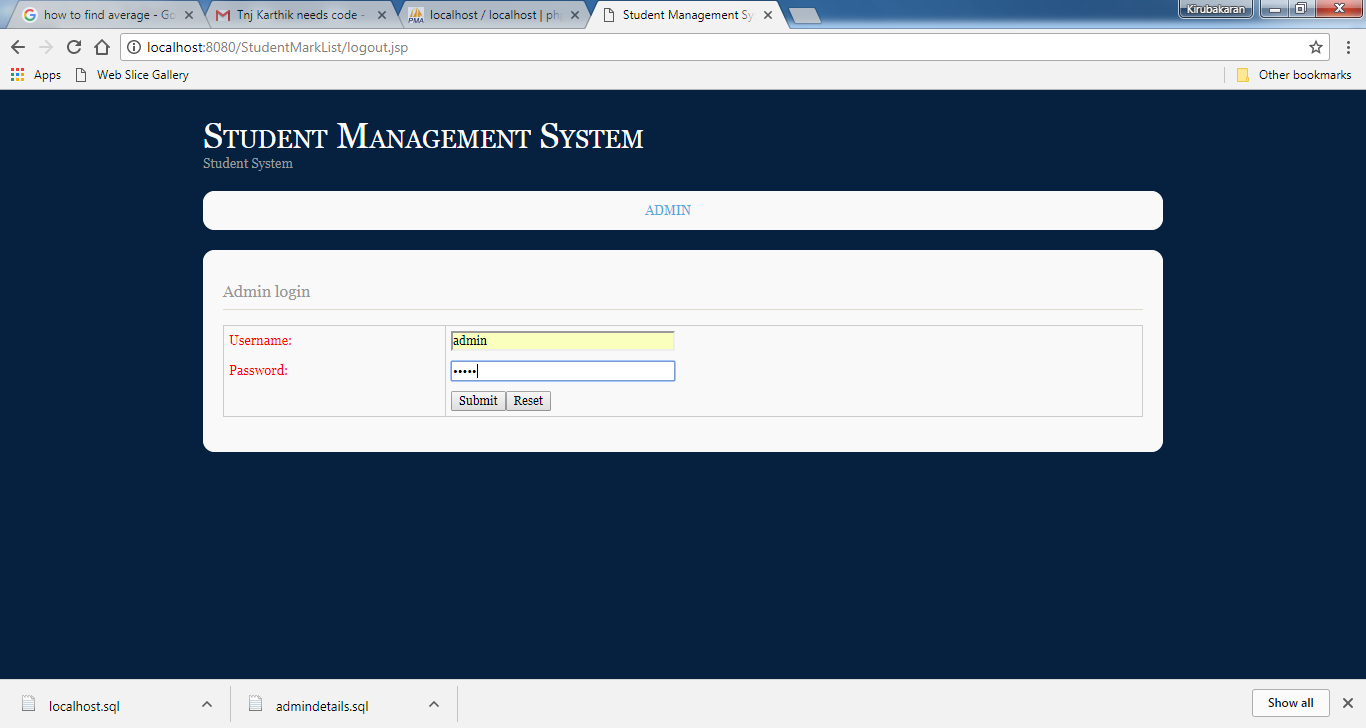 how to find average - Go
Tnj Karthik needs code -
localhost / localhost | ph
Student Management Sy
Kirubakaran
localhost:8080/StudentMarkList/logout.jsp
Apps
Web Slice Gallery
Other bookmarks
Student Management System
Student System
ADMIN
Admin login
Username:
admin
Password:
•••••
Submit Reset
localhost.sql
admindetails.sql
Show all